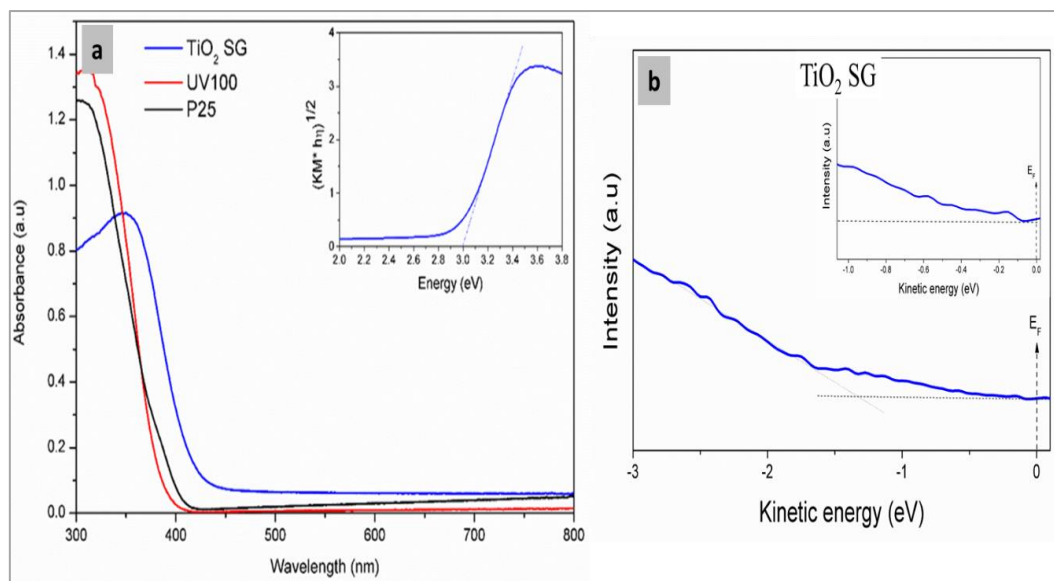 a
TiO2 SG
UV100
P25
Absorbance (a.u)
1.4
1.2
1.0
0.8
0.6
0.4
0.2
0.0
300 400 500 600 700 800
Wavelength (nm)
(KM* hη)1/2
4
3
2
1
0
2.0 2.2 2.4 2.6 2.8 3.0 3.2 3.4 3.6 3.8
Energy (eV)
b
TiO2 SG
Intensity (a.u)
EF
-1.0 -0.8 -0.6 -0.4 -0.2 0.0
Kinetic energy (eV)
Intensity (a.u)
EF
-3 -2 -1 0
Kinetic energy (eV)